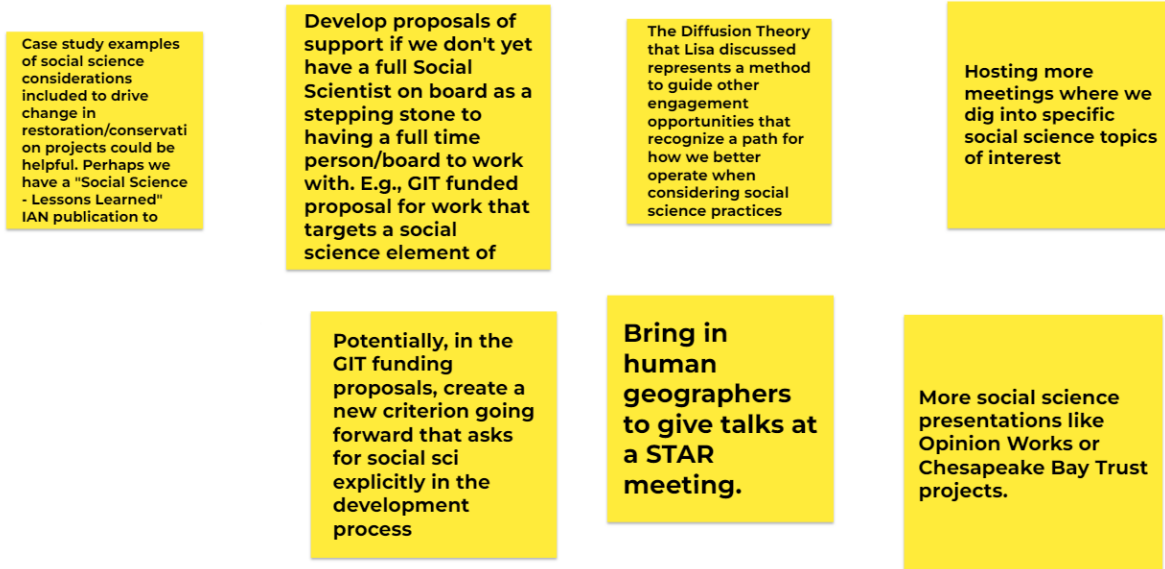 Case study examples
of social science
considerations
included to drive
change in
restoration/conservati
on projects could be
helpful. Perhaps we
have a "Social Science
- Lessons Learned"
IAN publication to
Develop proposals of
support if we don't yet
have a full Social
Scientist on board as a
stepping stone to
having a full time
person/board to work
with. E.g., GIT funded
proposal for work that
targets a social
science element of
The Diffusion Theory
that Lisa discussed
represents a method
to guide other
engagement
opportunities that
recognize a path for
how we better
operate when
considering social
science practices
Hosting more
meetings where we
dig into specific
social science topics
of interest
Potentially, in the
GIT funding
proposals, create a
new criterion going
forward that asks
for social sci
explicitly in the
development
process
Bring in
human
geographers
to give talks at
a STAR
meeting.
More social science
presentations like
Opinion Works or
Chesapeake Bay Trust
projects.